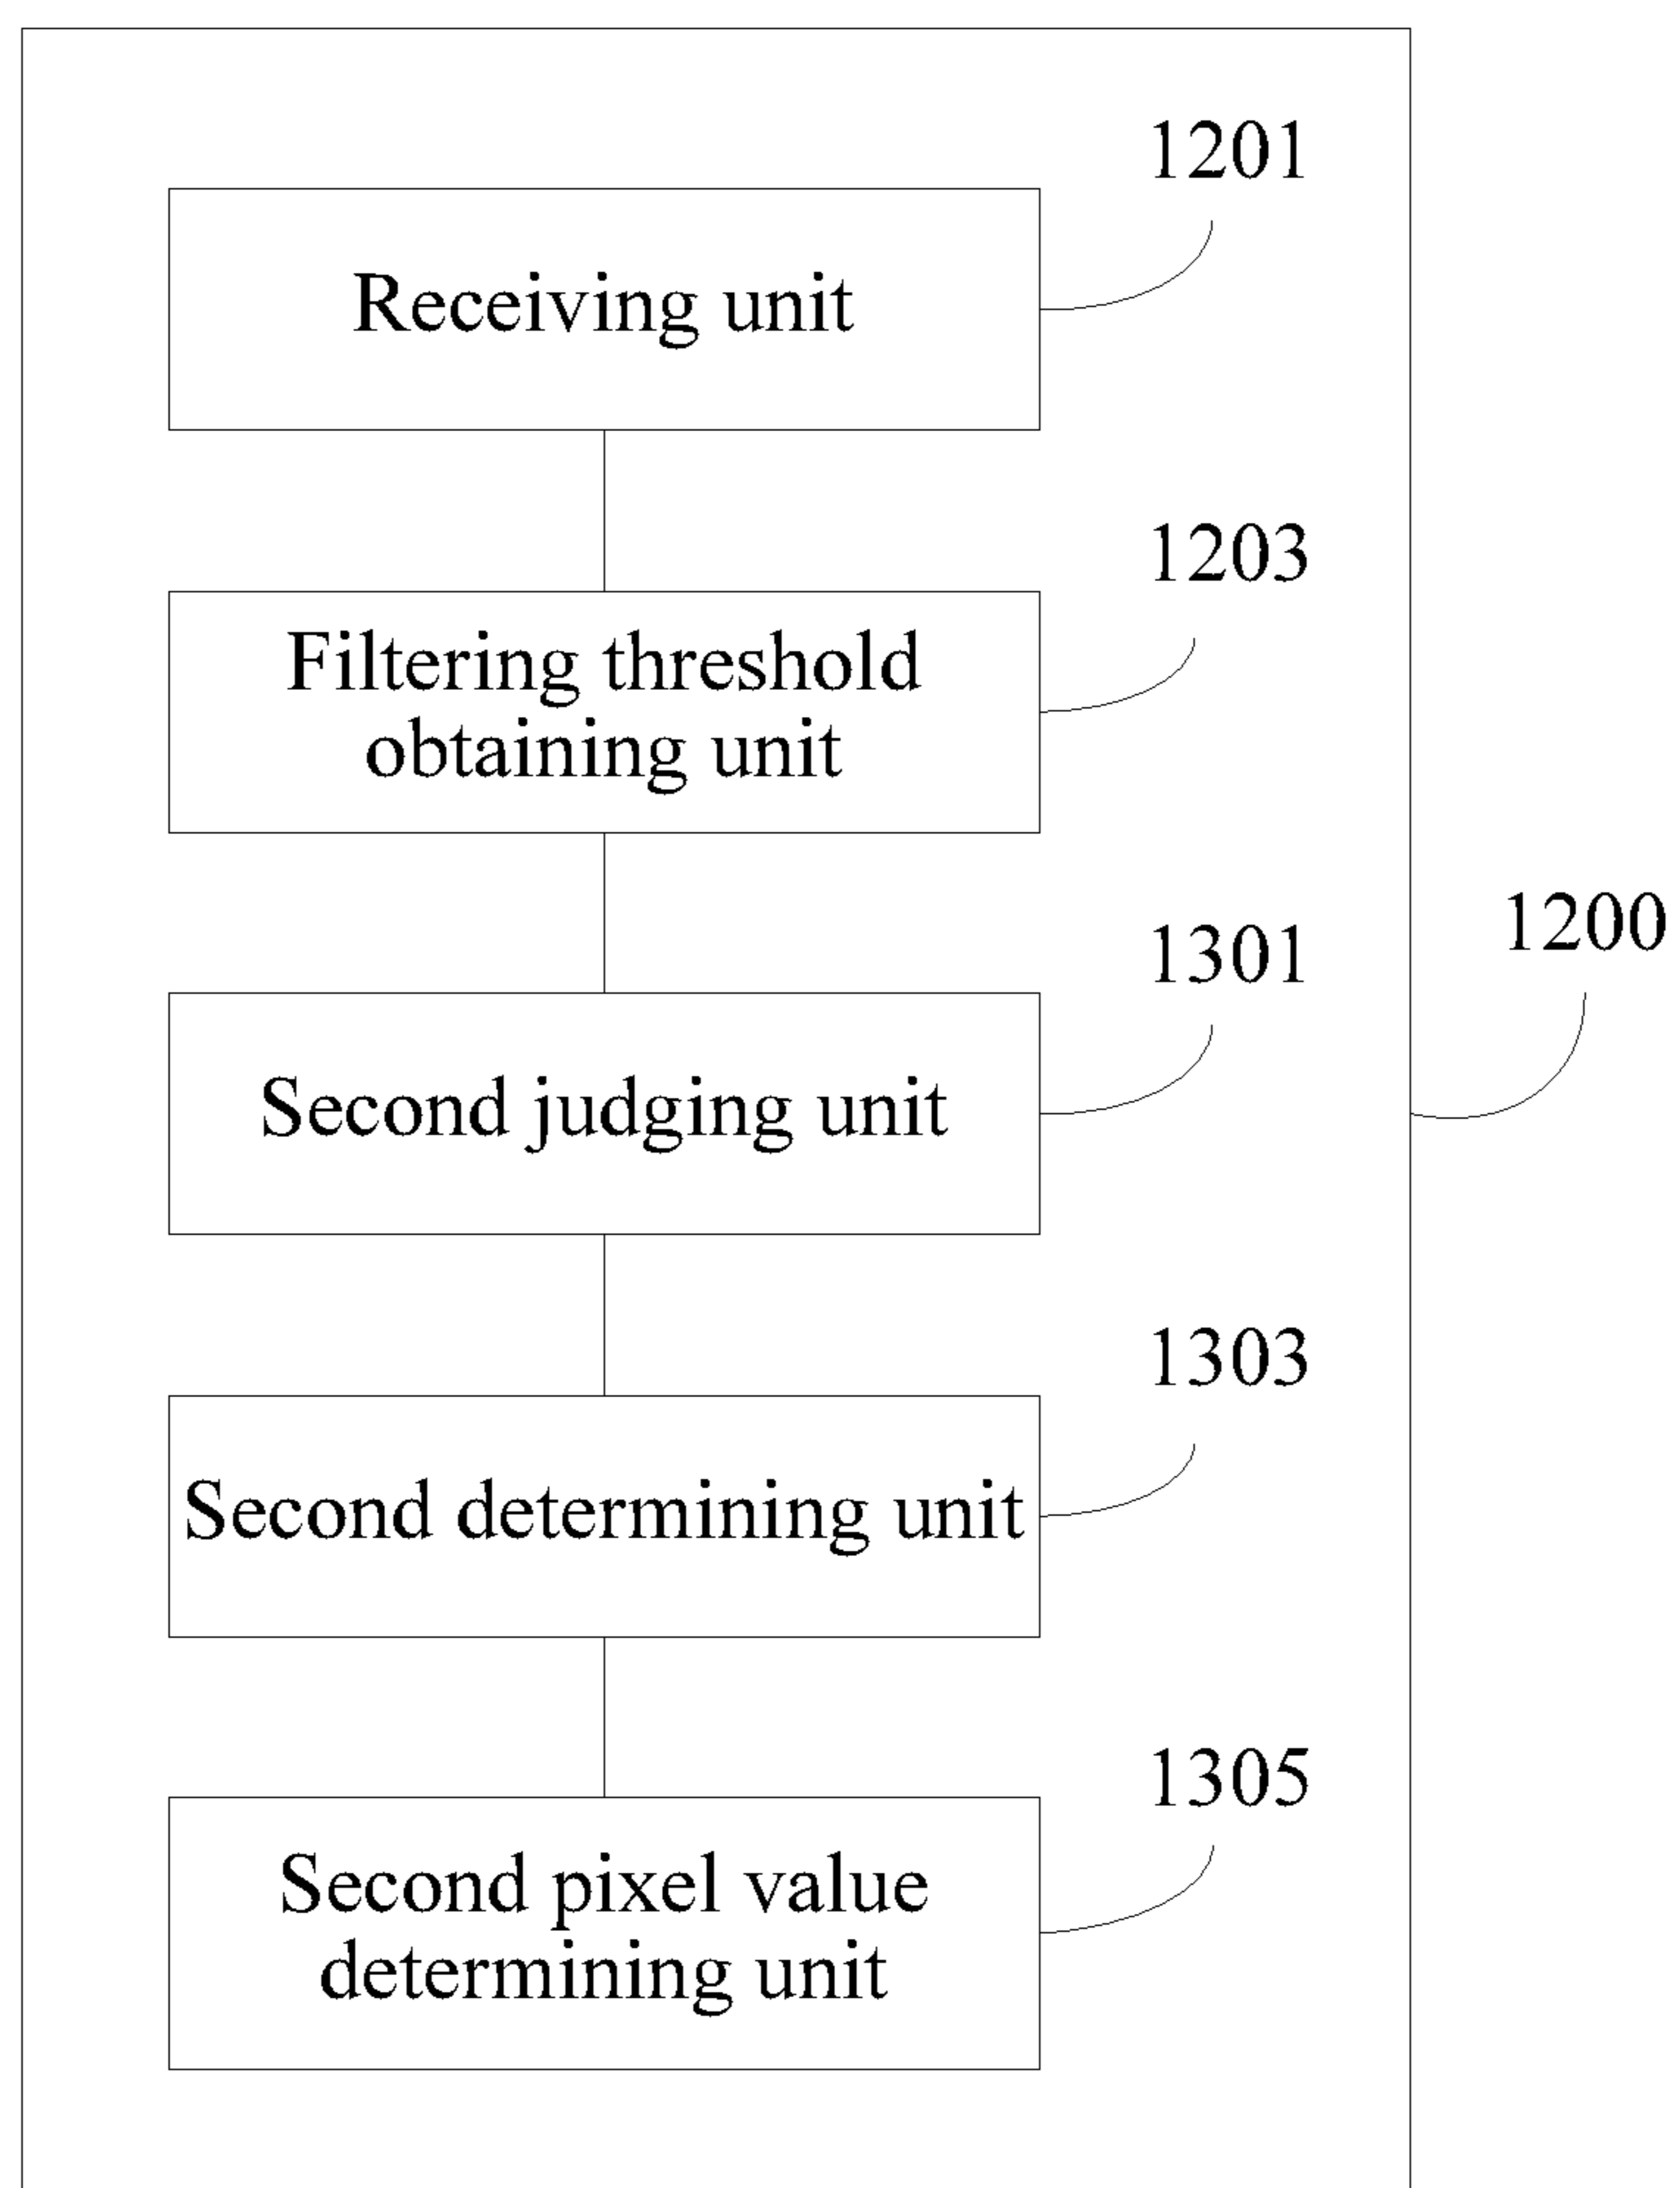 1201
Receiving unit
1203
Filtering threshold
obtaining unit
1200
1301
Second judging unit
1303
Second determining unit
1305
Second pixel value
determining unit